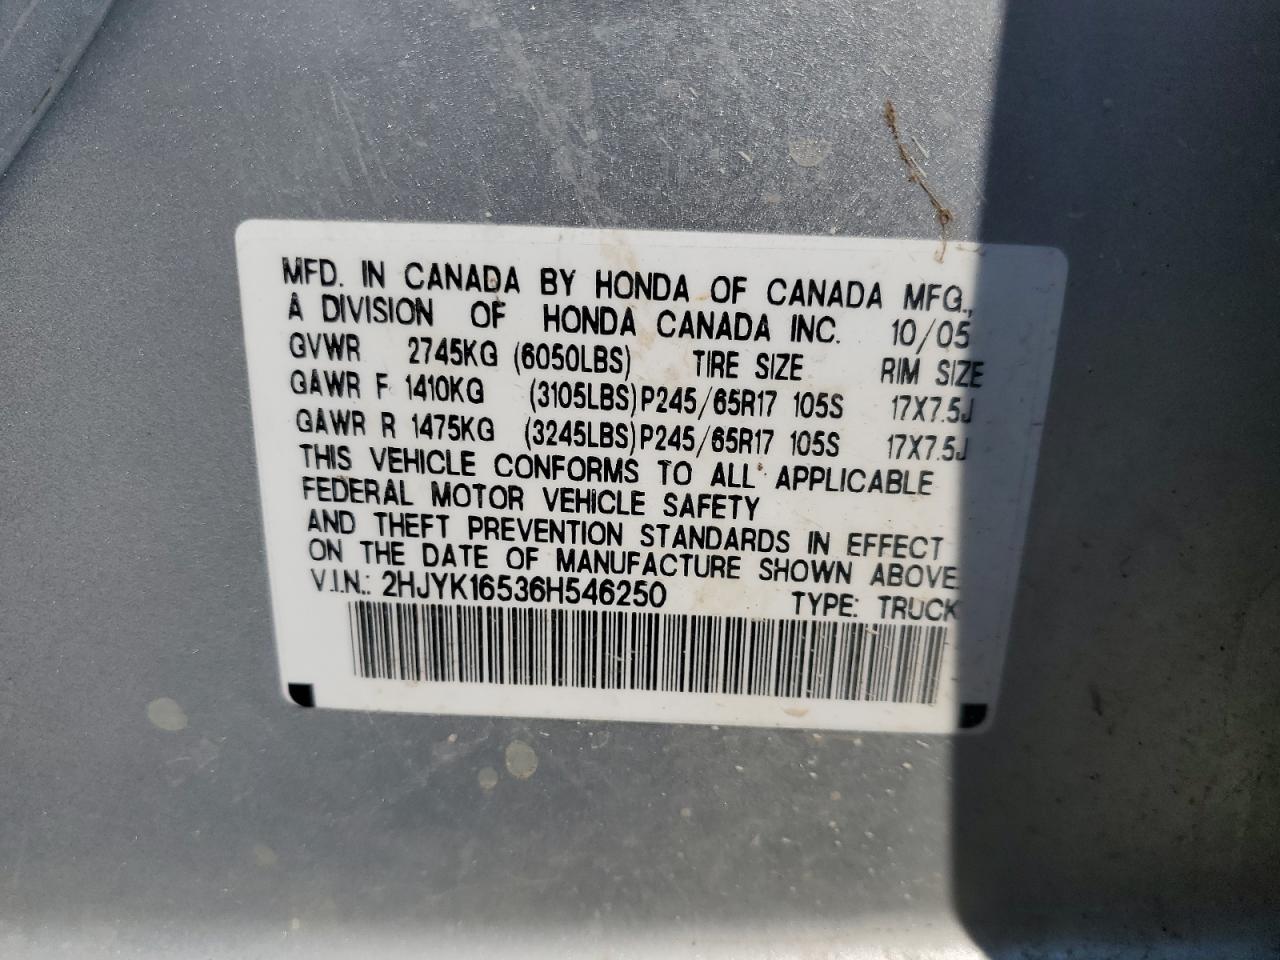 MFD. IN CANADA BY HONDA OF CANADA MFG.,
A DIVISION OF HONDA CANADA INC. 10/05
GVWR 2745KG (6050LBS) TIRE SIZE RIM SIZE
GAWR F 1410KG (3105LBS) P245/65R17 105S 17X7.5J
GAWR R 1475KG (3245LBS) P245/65R17 105S 17X7.5J
THIS VEHICLE CONFORMS TO ALL APPLICABLE
FEDERAL MOTOR VEHICLE SAFETY
AND THEFT PREVENTION STANDARDS IN EFFECT
ON THE DATE OF MANUFACTURE SHOWN ABOVE
V.I.N.: 2HJYK16536H546250 TYPE: TRUCK